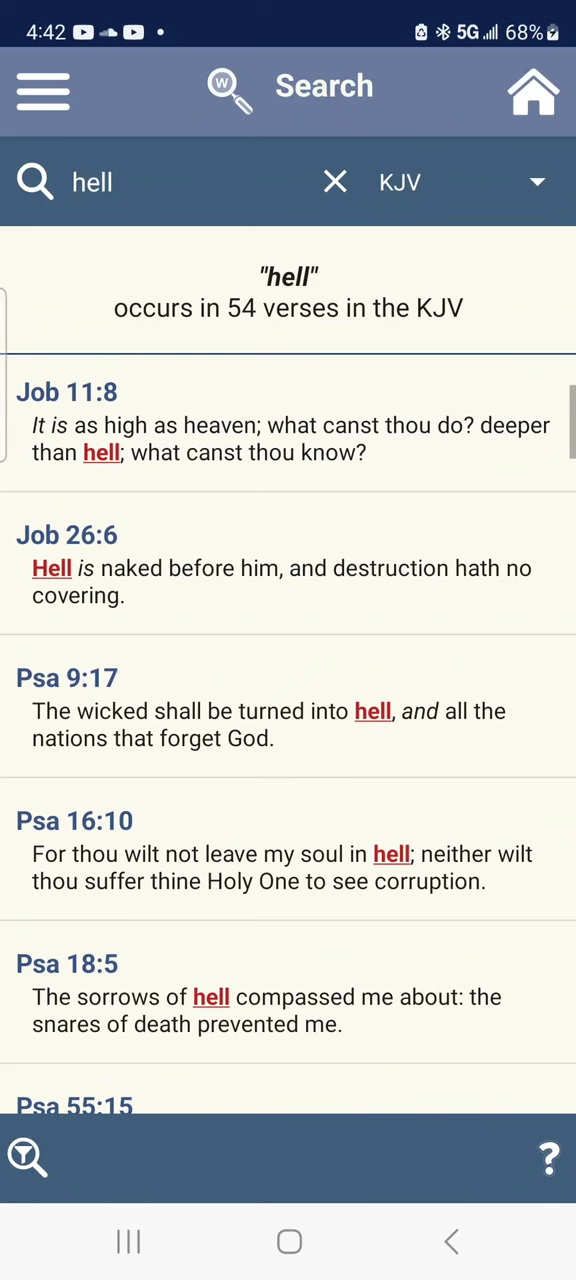 4:42 5G 68%
W Search
hell KJV
"hell"
occurs in 54 verses in the KJV
Job 11:8
It is as high as heaven; what canst thou do? deeper
than hell; what canst thou know?
Job 26:6
Hell is naked before him, and destruction hath no
covering.
Psa 9:17
The wicked shall be turned into hell, and all the
nations that forget God.
Psa 16:10
For thou wilt not leave my soul in hell; neither wilt
thou suffer thine Holy One to see corruption.
Psa 18:5
The sorrows of hell compassed me about: the
snares of death prevented me.
Psa 55:15
?